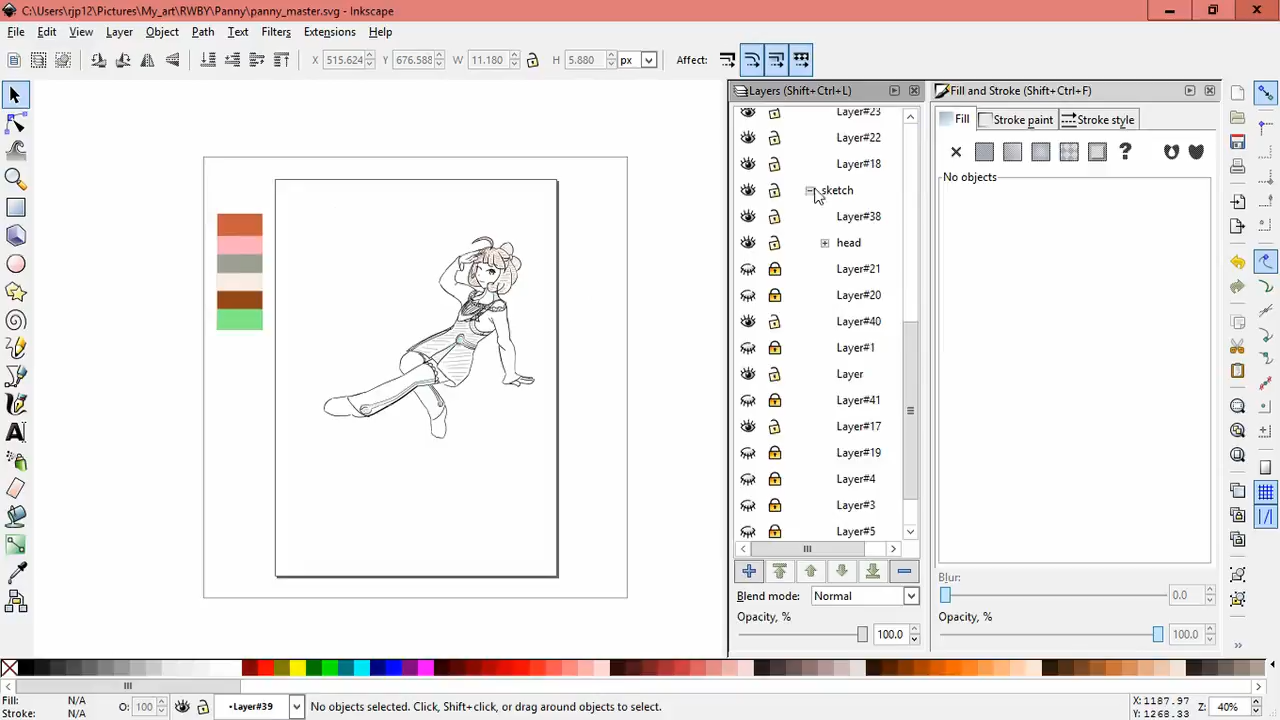 C:\Users\rjp12\Pictures\My_art\RWBY\Panny\panny_master.svg - Inkscape
File Edit View Layer Object Path Text Filters Extensions Help
X 515.624 Y 676.588 W 11.180 H 5.880 px Affect:
Layers (Shift+Ctrl+L)
Layer#23
Layer#22
Layer#18
sketch
Layer#38
head
Layer#21
Layer#20
Layer#40
Layer#1
Layer
Layer#41
Layer#17
Layer#19
Layer#4
Layer#3
Layer#5
Blend mode: Normal
Opacity, %
100.0
Fill and Stroke (Shift+Ctrl+F)
Fill Stroke paint Stroke style
No objects
Blur:
0.0
Opacity, %
100.0
Fill: N/A
Stroke: N/A
O: 100
•Layer#39
No objects selected. Click, Shift+click, or drag around objects to select.
X:1187.97
Y:1268.33
Z: 40%